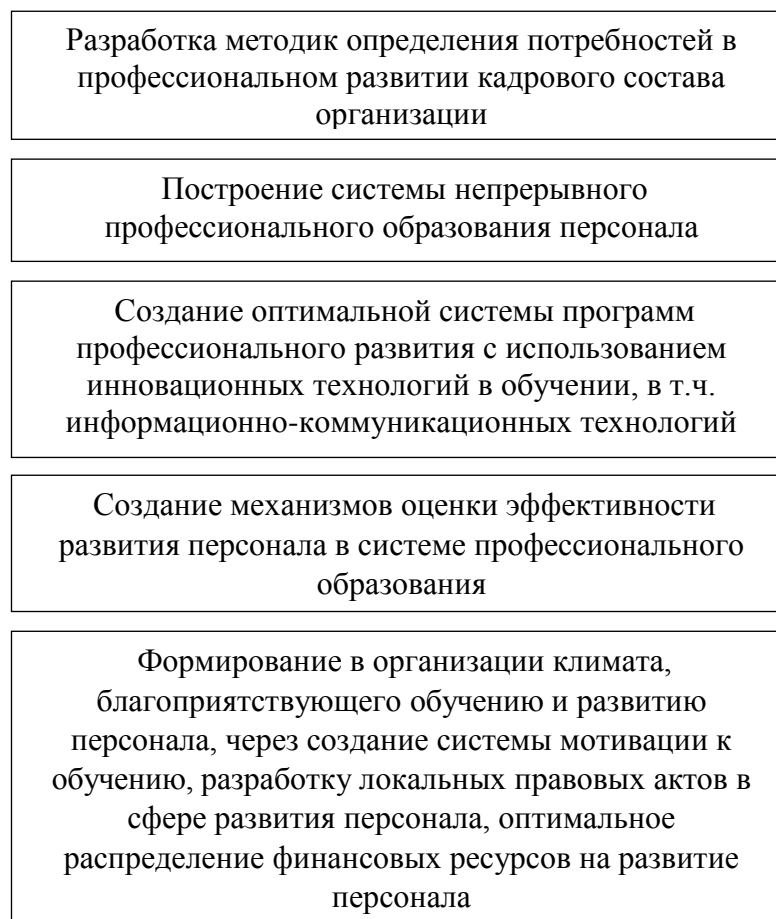 Разработка методик определения потребностей в
профессиональном развитии кадрового состава
организации
Построение системы непрерывного
профессионального образования персонала
Создание оптимальной системы программ
профессионального развития с использованием
инновационных технологий в обучении, в т.ч.
информационно-коммуникационных технологий
Создание механизмов оценки эффективности
развития персонала в системе профессионального
образования
Формирование в организации климата,
благоприятствующего обучению и развитию
персонала, через создание системы мотивации к
обучению, разработку локальных правовых актов в
сфере развития персонала, оптимальное
распределение финансовых ресурсов на развитие
персонала